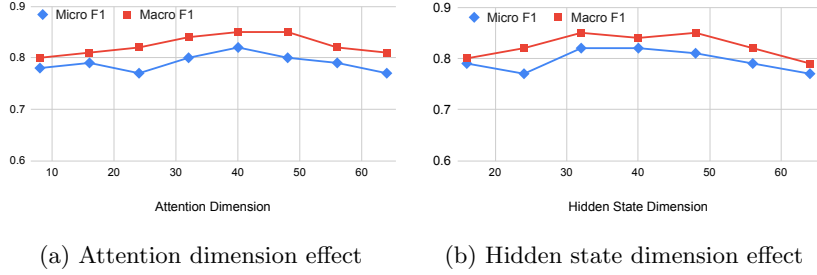 0.9
Micro F1
Macro F1
0.8
0.7
0.6
10
20
30
40
50
60
Attention Dimension
(a) Attention dimension effect
0.9
Micro F1
Macro F1
0.8
0.7
0.6
20
30
40
50
60
Hidden State Dimension
(b) Hidden state dimension effect